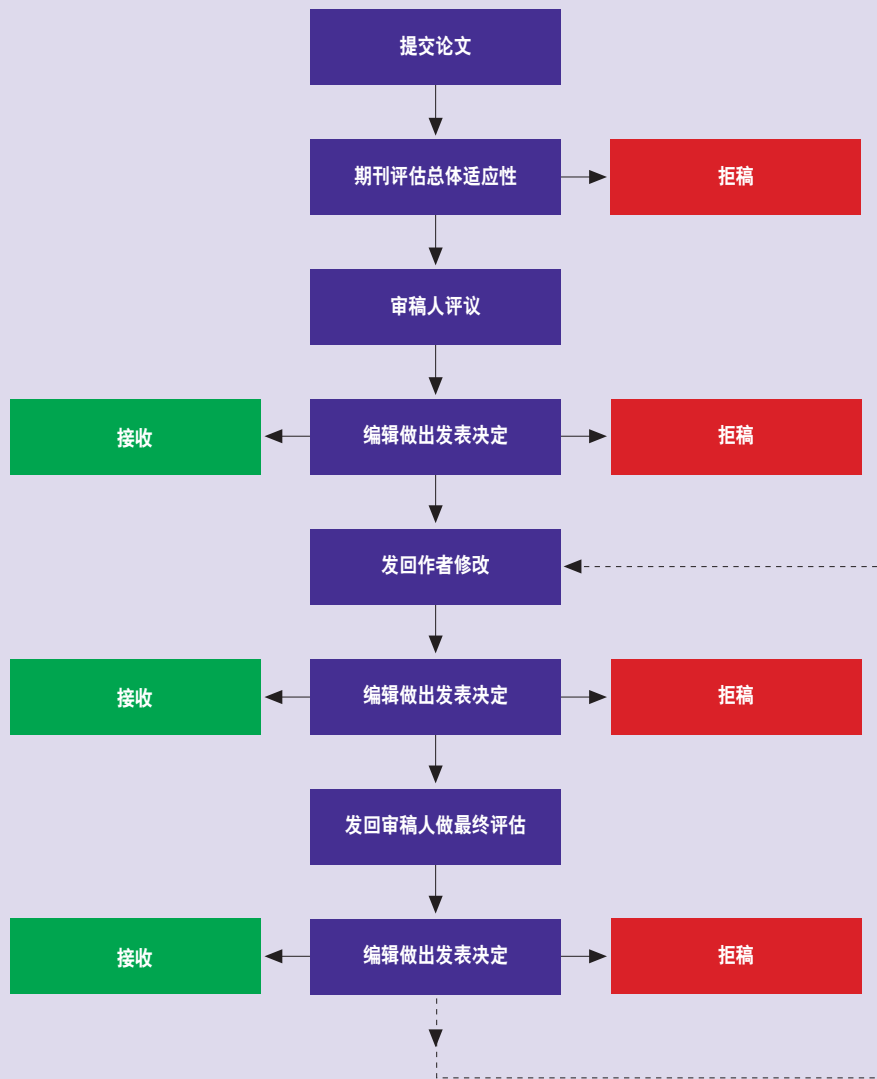 提交论文
期刊评估总体适应性
拒稿
审稿人评议
接收
编辑做出发表决定
拒稿
发回作者修改
接收
编辑做出发表决定
拒稿
发回审稿人做最终评估
接收
编辑做出发表决定
拒稿